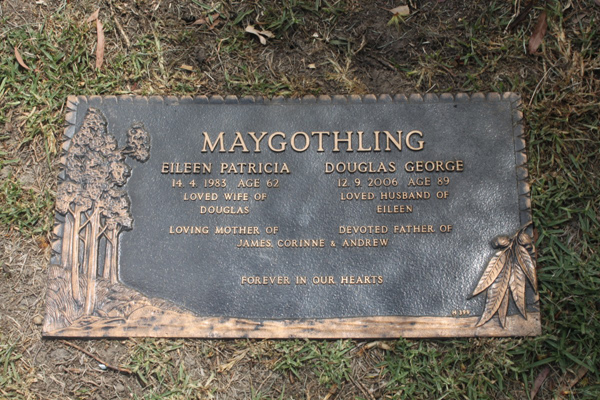 MAYGOTHLING
EILEEN PATRICIA DOUGLAS GEORGE
14. 4. 1983 AGE 62 12. 9. 2006 AGE 89
LOVED WIFE OF LOVED HUSBAND OF
DOUGLAS EILEEN
LOVING MOTHER OF DEVOTED FATHER OF
JAMES, CORINNE & ANDREW
FOREVER IN OUR HEARTS